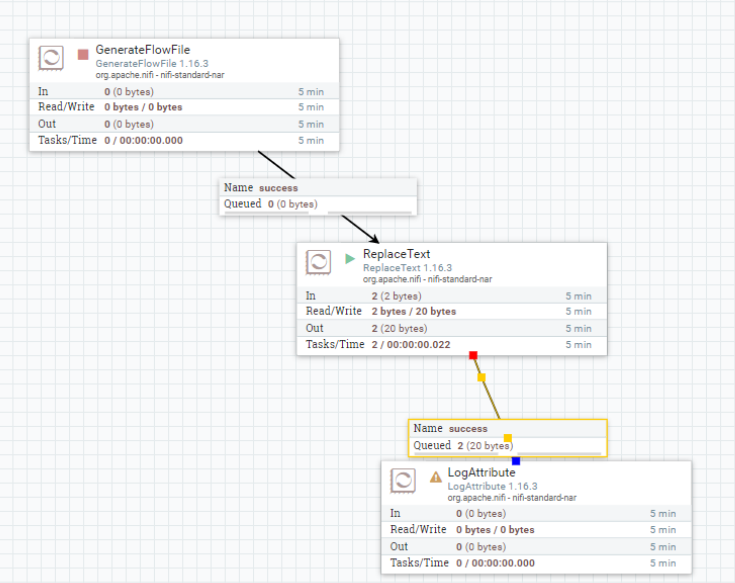 GenerateFlowFile
GenerateFlowFile 1.16.3
org.apache.nifi - nifi-standard-nar
In 0 (0 bytes) 5 min
Read/Write 0 bytes / 0 bytes 5 min
Out 0 (0 bytes) 5 min
Tasks/Time 0 / 00:00:00.000 5 min
Name success
Queued 0 (0 bytes)
ReplaceText
ReplaceText 1.16.3
org.apache.nifi - nifi-standard-nar
In 2 (2 bytes) 5 min
Read/Write 2 bytes / 20 bytes 5 min
Out 2 (20 bytes) 5 min
Tasks/Time 2 / 00:00:00.022 5 min
Name success
Queued 2 (20 bytes)
LogAttribute
LogAttribute 1.16.3
org.apache.nifi - nifi-standard-nar
In 0 (0 bytes) 5 min
Read/Write 0 bytes / 0 bytes 5 min
Out 0 (0 bytes) 5 min
Tasks/Time 0 / 00:00:00.000 5 min